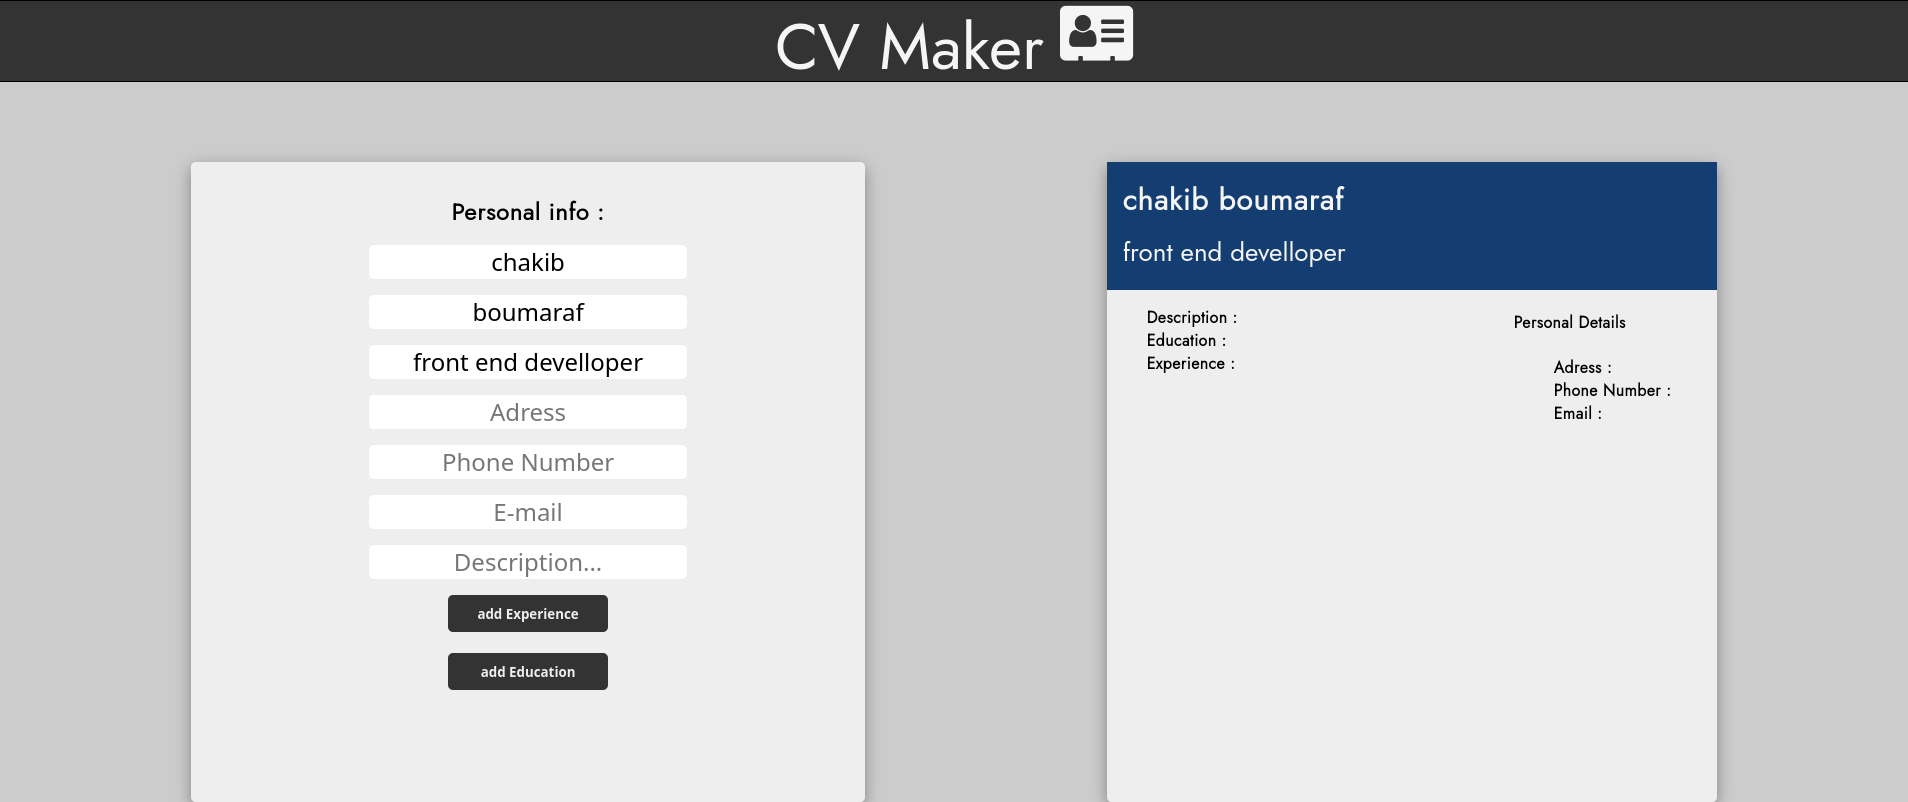 CV Maker
Personal info :
chakib
boumaraf
front end develloper
Adress
Phone Number
E-mail
Description...
add Experience
add Education
chakib boumaraf
front end develloper
Description :
Education :
Experience :
Personal Details
Adress :
Phone Number :
Email :